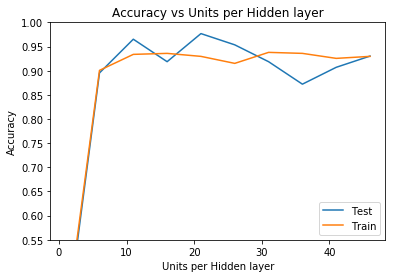 Accuracy vs Units per Hidden layer
1.00
0.95
0.90
0.85
0.80
0.75
0.70
0.65
0.60
0.55
Accuracy
0 10 20 30 40
Units per Hidden layer
Test
Train